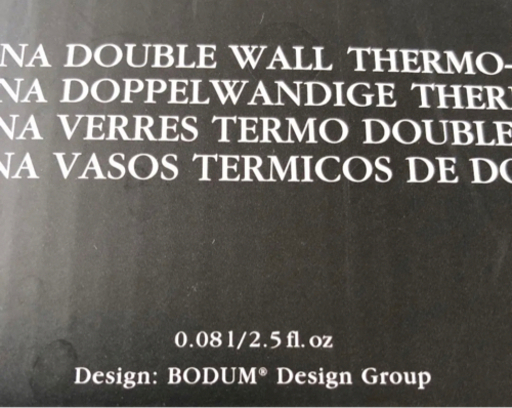 NA DOUBLE WALL THERMO-
NA DOPPELWANDIGE THER
NA VERRES TERMO DOUBLE
NA VASOS TERMICOS DE DO
0.08 l/2.5 fl. oz
Design: BODUM® Design Group